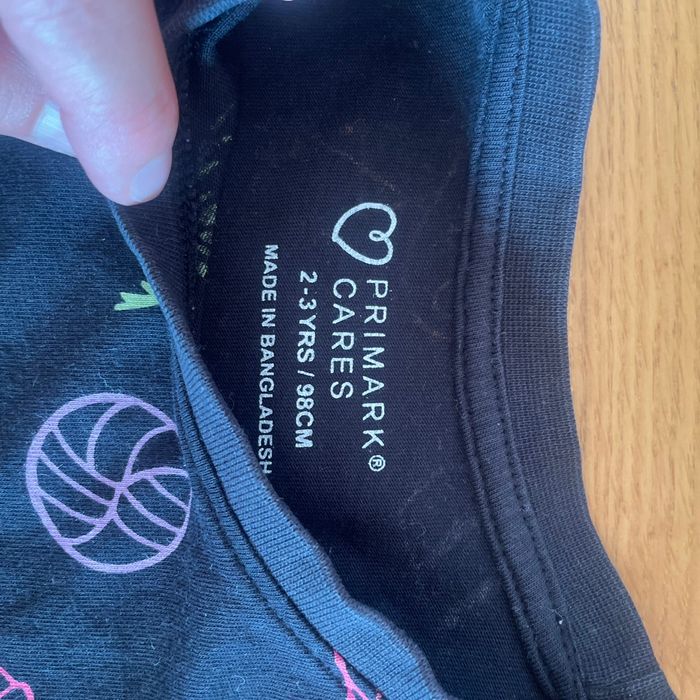 PRIMARK®
CARES
2-3 YRS / 98CM
MADE IN BANGLADESH